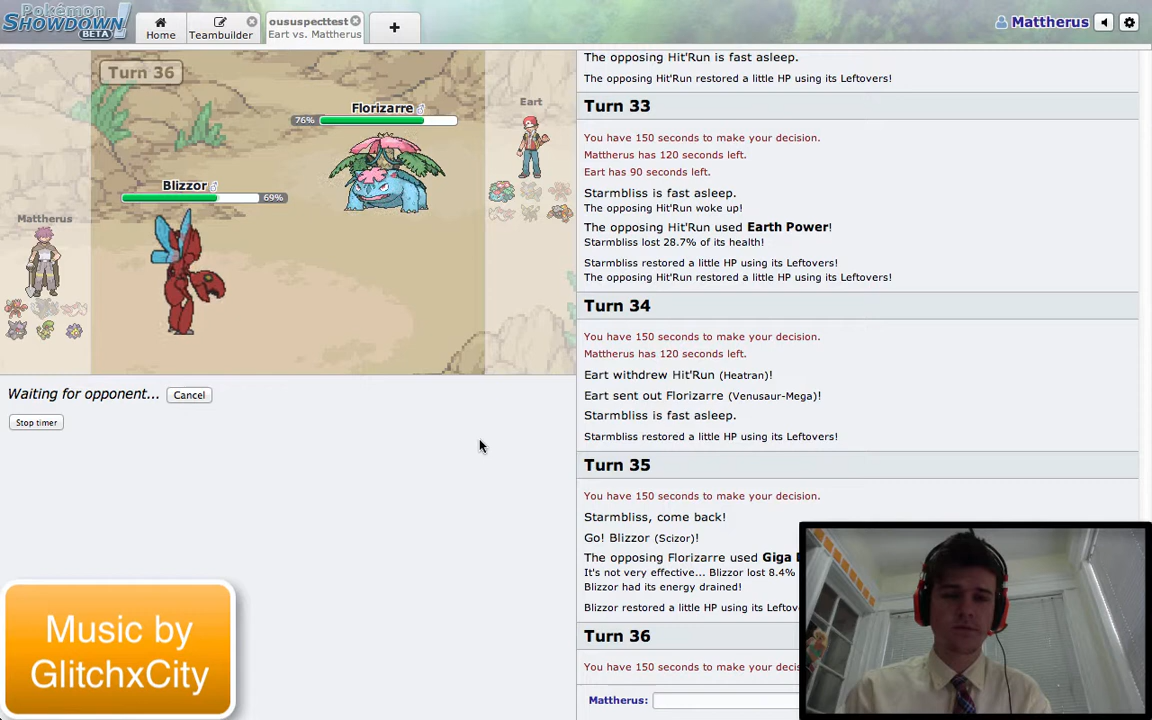 Pokémon
SHOWDOWN!
BETA
Home
Teambuilder
oususpecttest
Eart vs. Mattherus
+
Mattherus
Turn 36
Florizarre
76%
Eart
Blizzor
69%
Mattherus
Waiting for opponent...
Cancel
Stop timer
The opposing Hit'Run is fast asleep.
The opposing Hit'Run restored a little HP using its Leftovers!
Turn 33
You have 150 seconds to make your decision.
Mattherus has 120 seconds left.
Eart has 90 seconds left.
Starmbliss is fast asleep.
The opposing Hit'Run woke up!
The opposing Hit'Run used Earth Power!
Starmbliss lost 28.7% of its health!
Starmbliss restored a little HP using its Leftovers!
The opposing Hit'Run restored a little HP using its Leftovers!
Turn 34
You have 150 seconds to make your decision.
Mattherus has 120 seconds left.
Eart withdrew Hit'Run (Heatran)!
Eart sent out Florizarre (Venusaur-Mega)!
Starmbliss is fast asleep.
Starmbliss restored a little HP using its Leftovers!
Turn 35
You have 150 seconds to make your decision.
Starmbliss, come back!
Go! Blizzor (Scizor)!
The opposing Florizarre used Giga
It's not very effective... Blizzor lost 8.4%
Blizzor had its energy drained!
Blizzor restored a little HP using its Leftov
Turn 36
You have 150 seconds to make your decis
Mattherus:
Music by
GlitchxCity